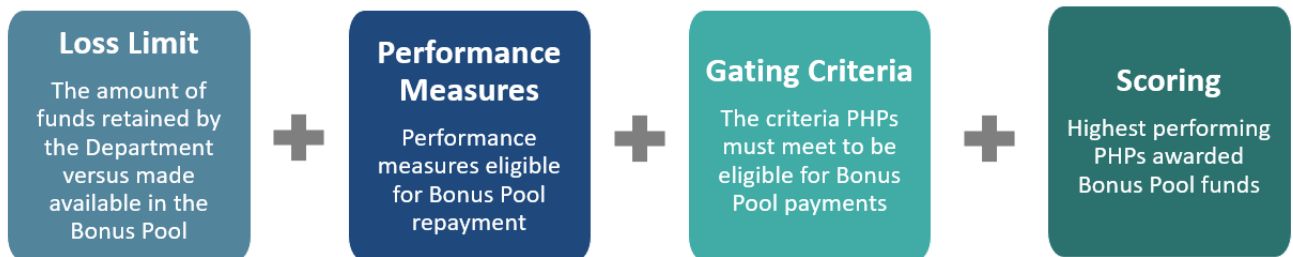 Loss Limit
The amount of
funds retained by
the Department
versus made
available in the
Bonus Pool
Performance
Measures
Performance
measures eligible
for Bonus Pool
repayment
Gating Criteria
The criteria PHPs
must meet to be
eligible for Bonus
Pool payments
Scoring
Highest performing
PHPs awarded
Bonus Pool funds